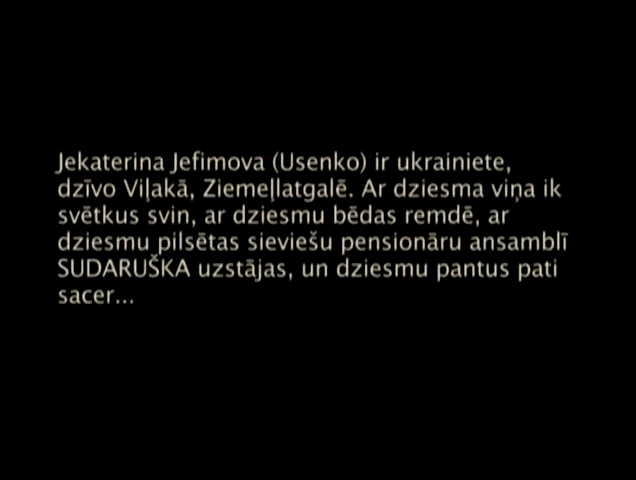 Jekaterina Jefimova (Usenko) ir ukrainiete,
dzīvo Viļakā, Ziemeļlatgalē. Ar dziesma viņa ik
svētkus svin, ar dziesmu bēdas remdē, ar
dziesmu pilsētas sieviešu pensionāru ansamblī
SUDARUŠKA uzstājas, un dziesmu pantus pati
sacer...